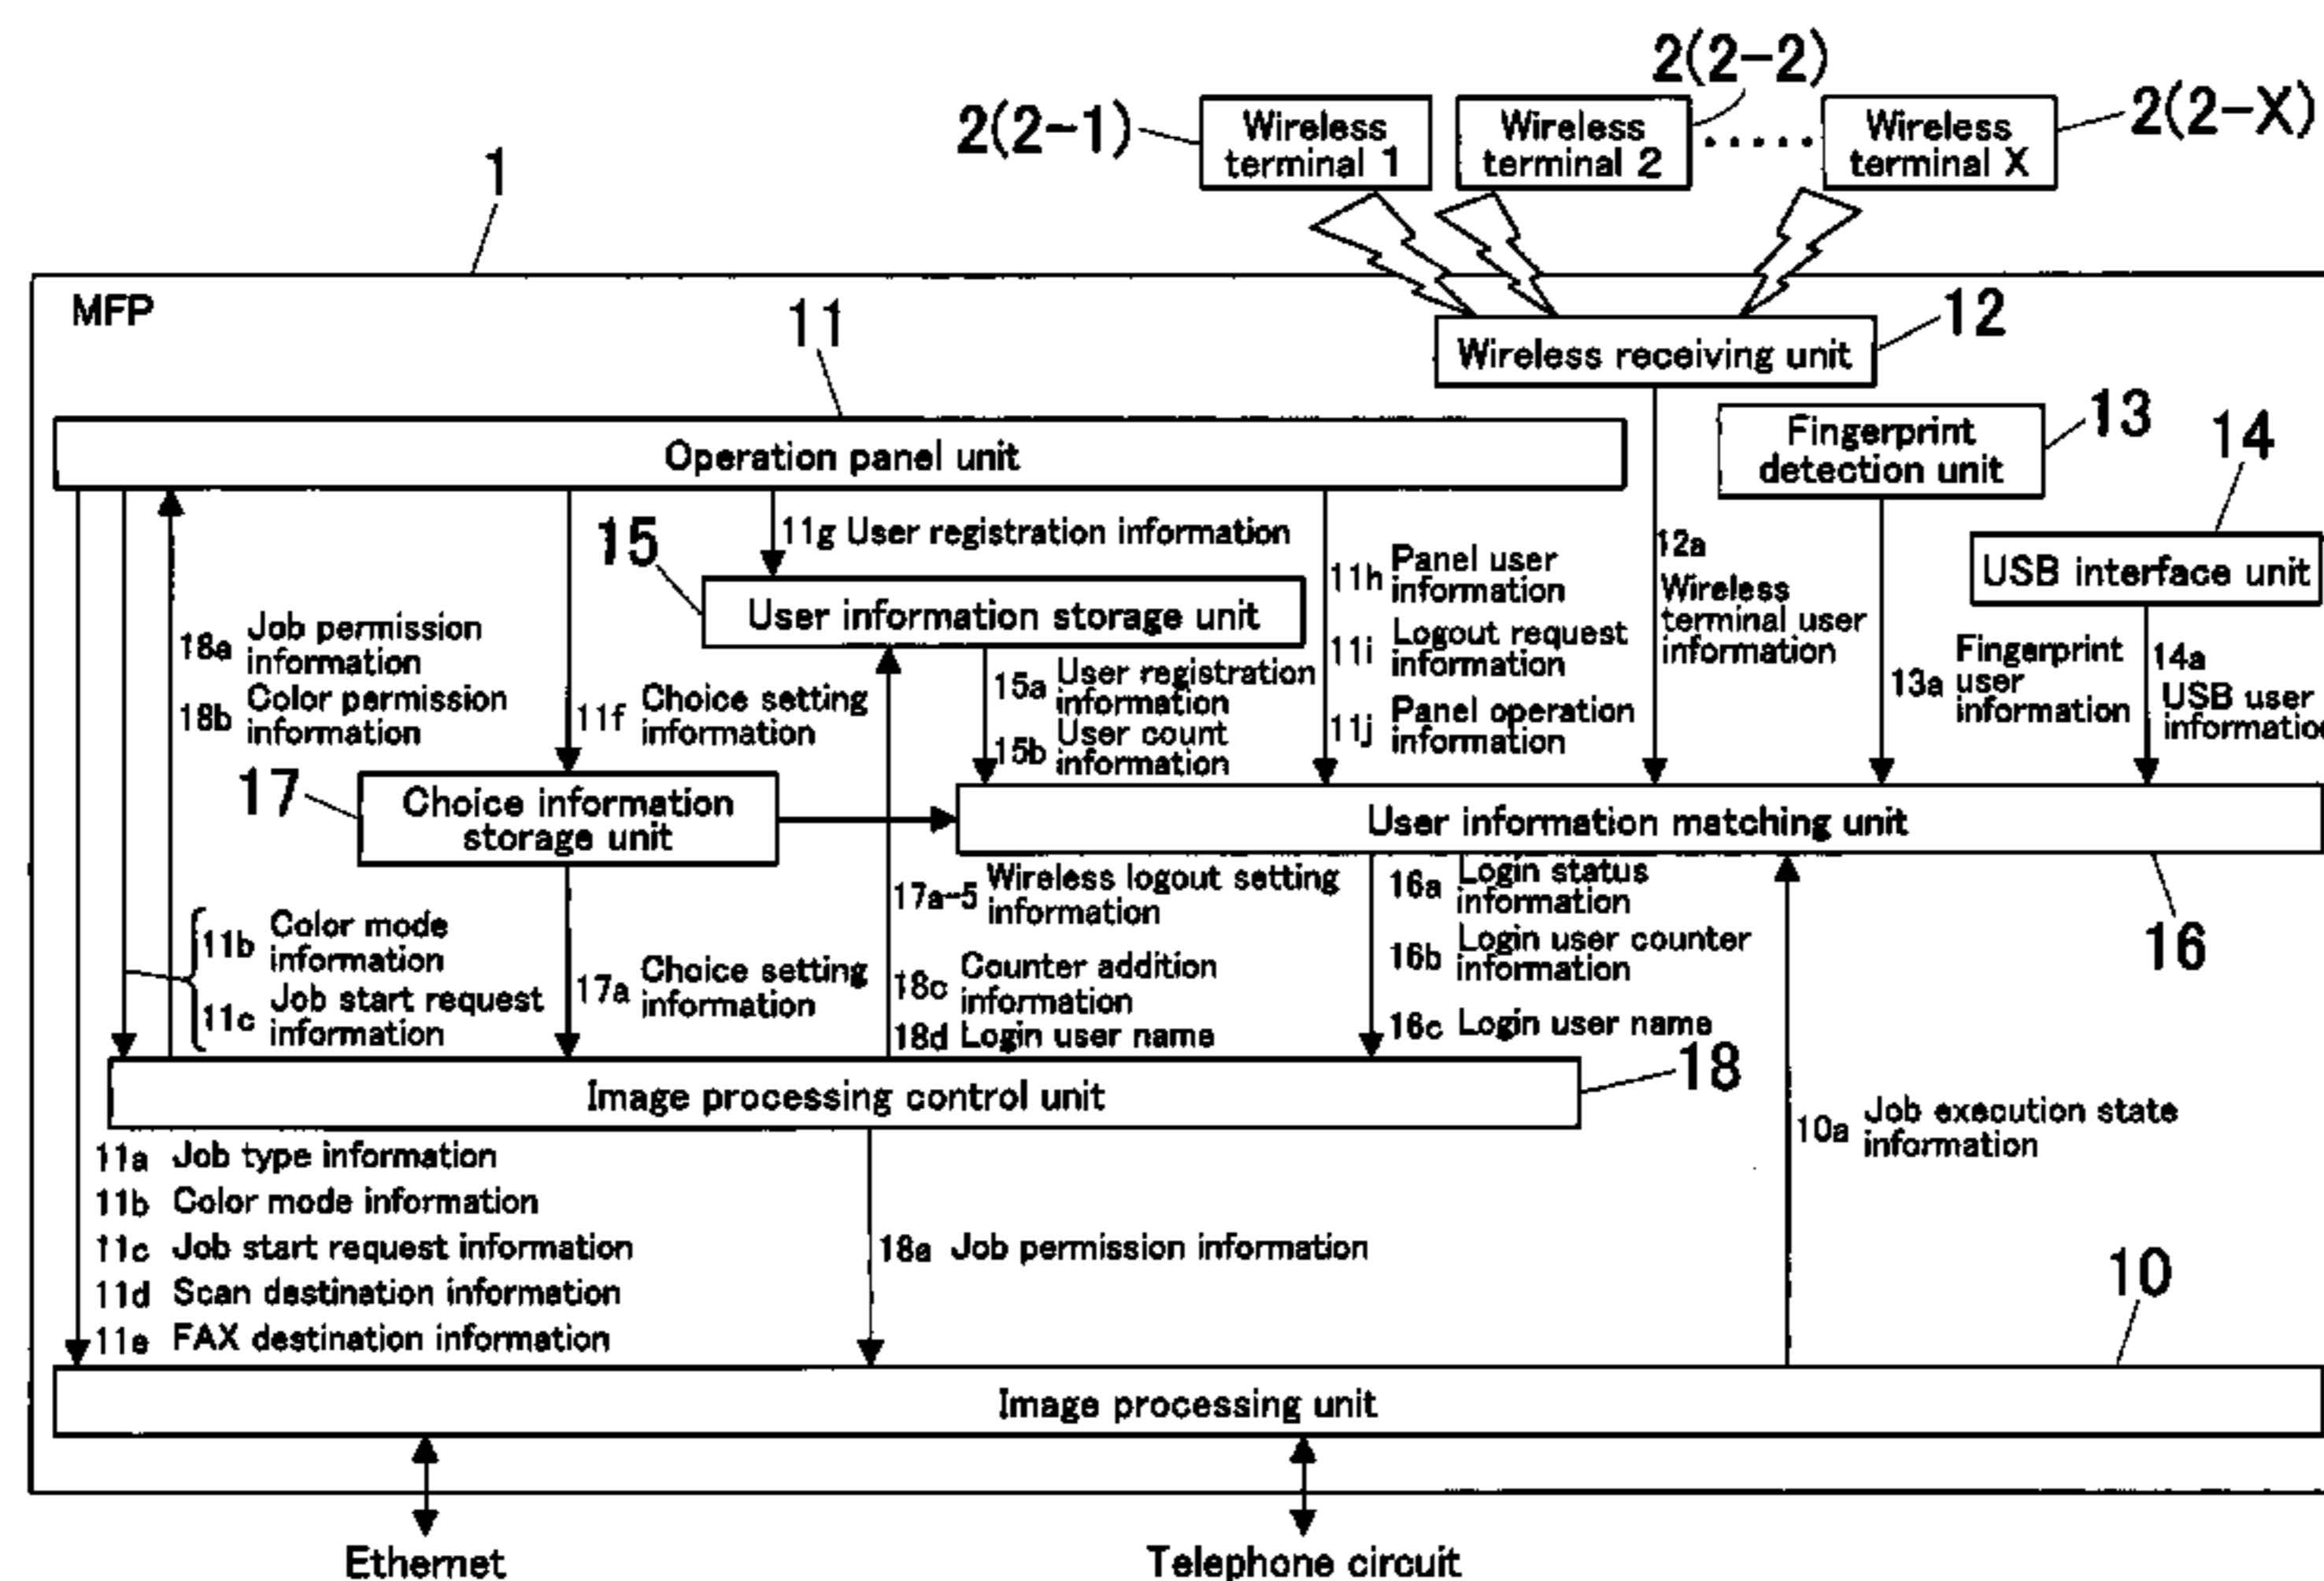 2(2-2)
2(2-1)
Wireless
terminal 1
Wireless
terminal 2
Wireless
terminal X
2(2-X)
1
MFP
11
12
Wireless receiving unit
Operation panel unit
Fingerprint
detection unit
13
14
15
11g User registration information
USB interface unit
User information storage unit
11h Panel user
information
11i Logout request
information
11j Panel operation
information
12a
Wireless
terminal user
information
13a Fingerprint
user
information
14a
USB user
informatio
18a Job permission
information
18b Color permission
information
11f Choice setting
information
15a User registration
information
15b User count
information
17
Choice information
storage unit
User information matching unit
16
17a-5 Wireless logout setting
information
16a Login status
information
16b Login user counter
information
16c Login user name
11b Color mode
information
11c Job start request
information
17a Choice setting
information
18c Counter addition
information
18d Login user name
18
Image processing control unit
10a Job execution state
information
11a Job type information
11b Color mode information
11c Job start request information
11d Scan destination information
11e FAX destination information
18a Job permission information
10
Image processing unit
Ethernet
Telephone circuit